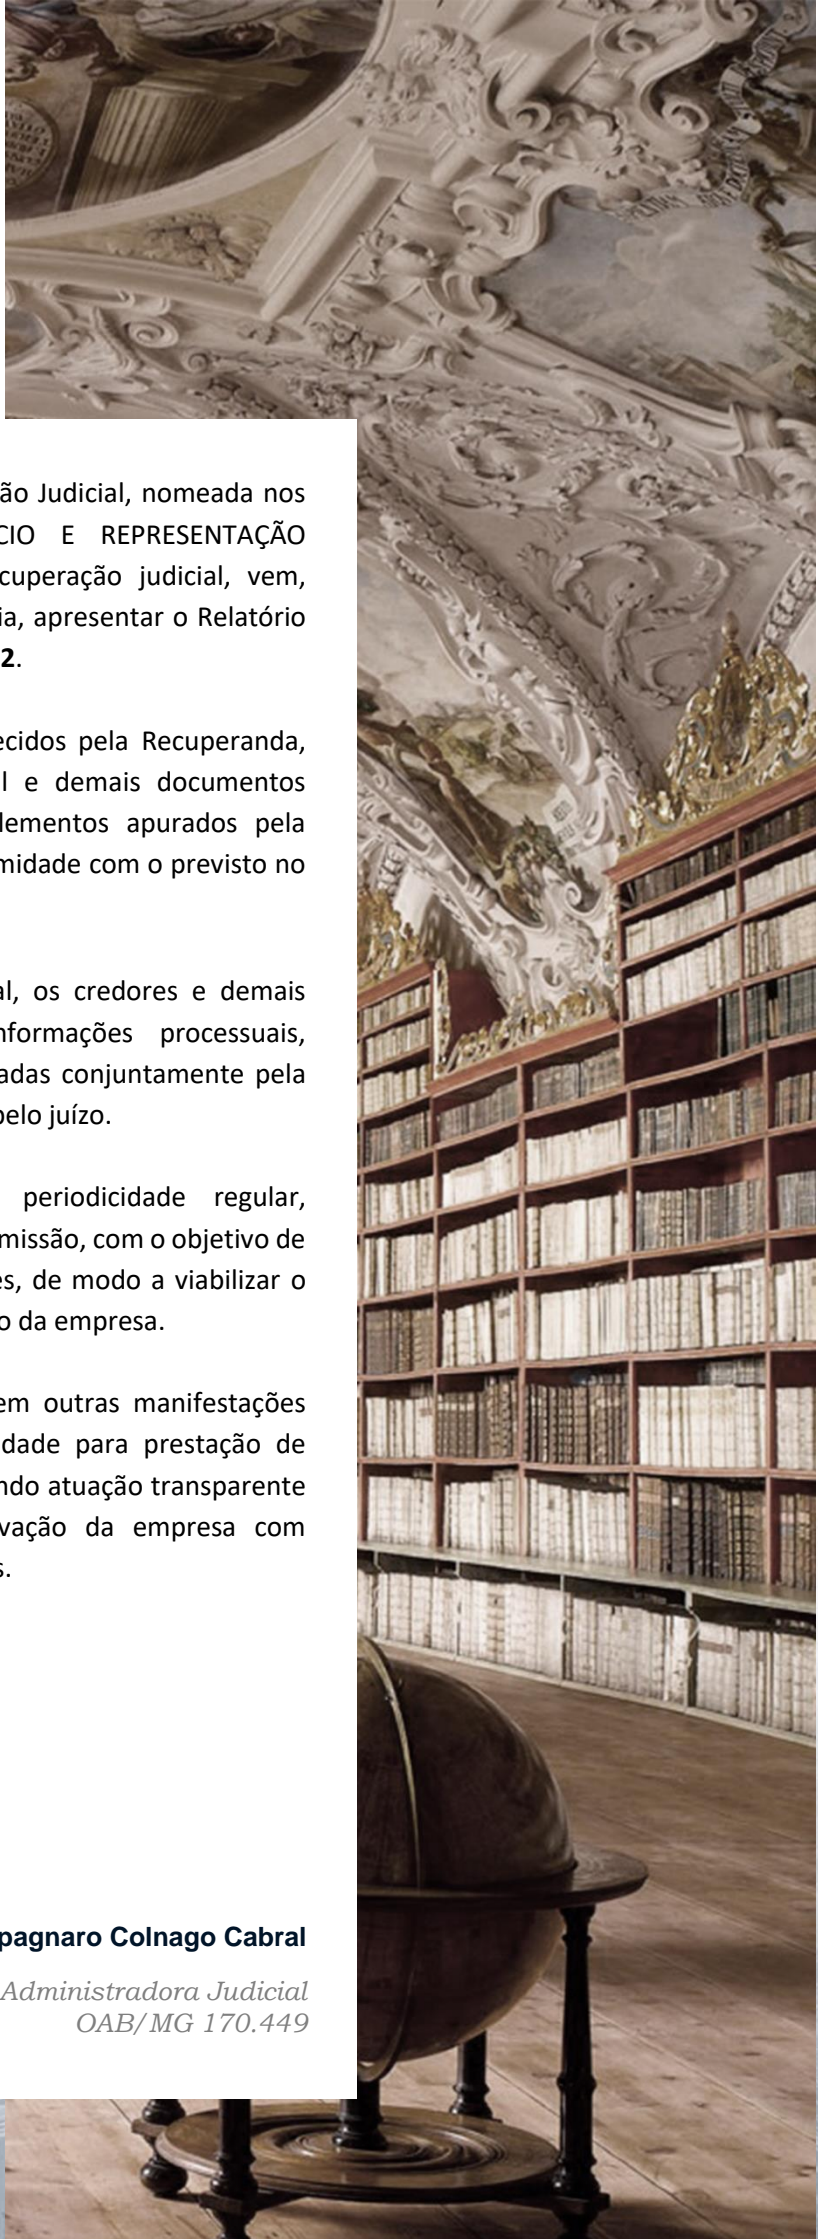 ão Judicial, nomeada nos
CIO E REPRESENTAÇÃO
cuperação judicial, vem,
ia, apresentar o Relatório
2.
ecidos pela Recuperanda,
l e demais documentos
lementos apurados pela
midade com o previsto no
al, os credores e demais
nformações processuais,
adas conjuntamente pela
pelo juízo.
periodicidade regular,
missão, com o objetivo de
es, de modo a viabilizar o
o da empresa.
em outras manifestações
dade para prestação de
ndo atuação transparente
vação da empresa com
s.
pagnaro Colnago Cabral
Administradora Judicial
OAB/MG 170.449